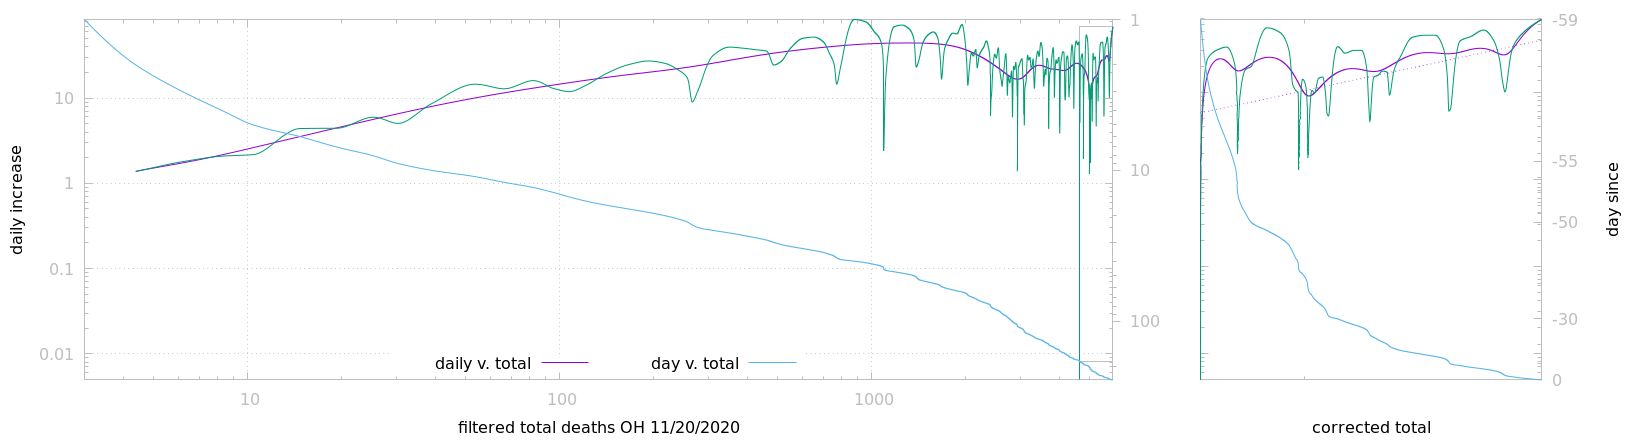 daily increase
10
1
0.1
0.01
10
100
1000
1
10
100
daily v. total
day v. total
filtered total deaths OH 11/20/2020
-59
-55
-50
-30
0
day since
corrected total